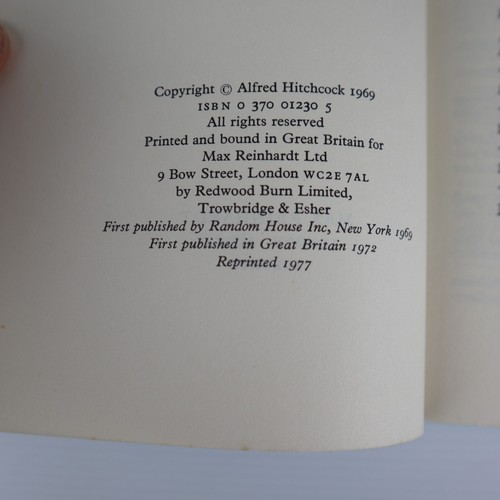 Copyright © Alfred Hitchcock 1969
ISBN 0 370 01230 5
All rights reserved
Printed and bound in Great Britain for
Max Reinhardt Ltd
9 Bow Street, London WC2E 7AL
by Redwood Burn Limited,
Trowbridge & Esher
First published by Random House Inc, New York 1969
First published in Great Britain 1972
Reprinted 1977